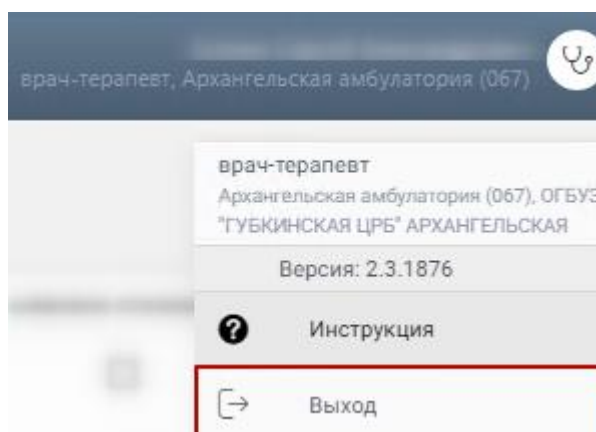 врач-терапевт, Архангельская амбулатория (067)
врач-терапевт
Архангельская амбулатория (067), ОГБУЗ
"ГУБКИНСКАЯ ЦРБ" АРХАНГЕЛЬСКАЯ
Версия: 2.3.1876
Инструкция
Выход